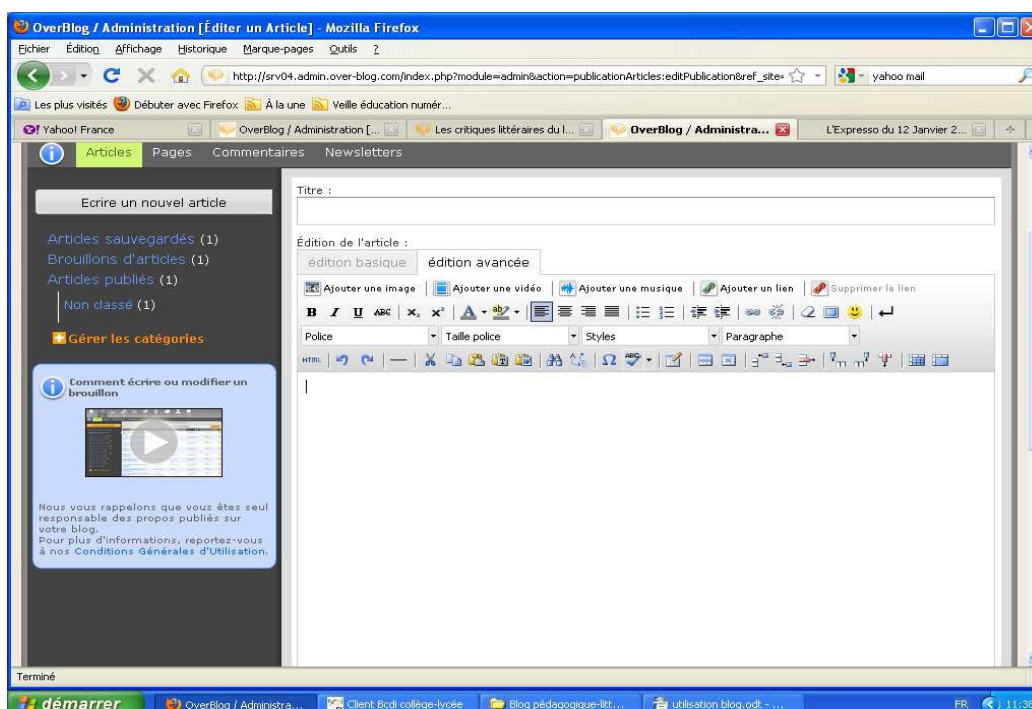 OverBlog / Administration [Éditer un Article] - Mozilla Firefox
Fichier Édition Affichage Historique Marque-pages Outils ?
http://srv04.admin.over-blog.com/index.php?module=admin&action=publicationArticles:editPublication&ref_site= yahoo mail
Les plus visités Débuter avec Firefox À la une Veille éducation numér...
Yahoo! France OverBlog / Administration [... Les critiques littéraires du l... OverBlog / Administra... L'Expresso du 12 Janvier 2...
Articles Pages Commentaires Newsletters
Ecrire un nouvel article
Articles sauvegardés (1)
Brouillons d'articles (1)
Articles publiés (1)
Non classé (1)
Gérer les catégories
Comment écrire ou modifier un
brouillon
Nous vous rappelons que vous êtes seul
responsable des propos publiés sur
votre blog.
Pour plus d'informations, reportez-vous
à nos Conditions Générales d'Utilisation.
Titre :
Édition de l'article :
édition basique édition avancée
Ajouter une image Ajouter une vidéo Ajouter une musique Ajouter un lien Supprimer le lien
B I U ABC x, x² A ab
Police Taille police Styles Paragraphe
HTML Ω ABC
Terminé
démarrer OverBlog / Administra... Client Bcdi collège-lycée Blog pédagogique-litt... utilisation blog.odt - ... FR 11:38